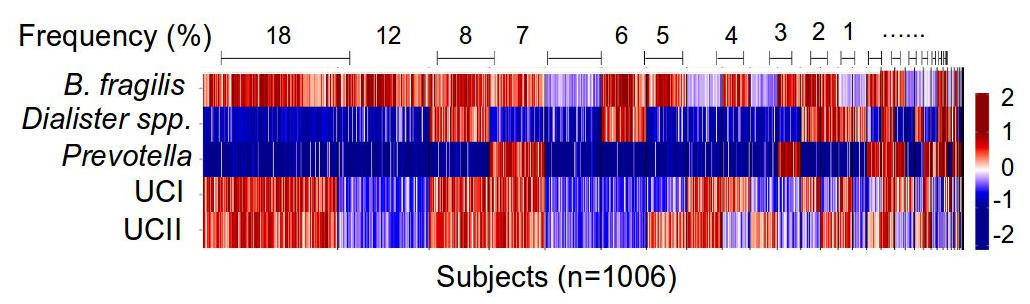 Frequency (%) 18 12 8 7 6 5 4 3 2 1 ......
B. fragilis
Dialister spp.
Prevotella
UCI
UCII
2
1
0
-1
-2
Subjects (n=1006)